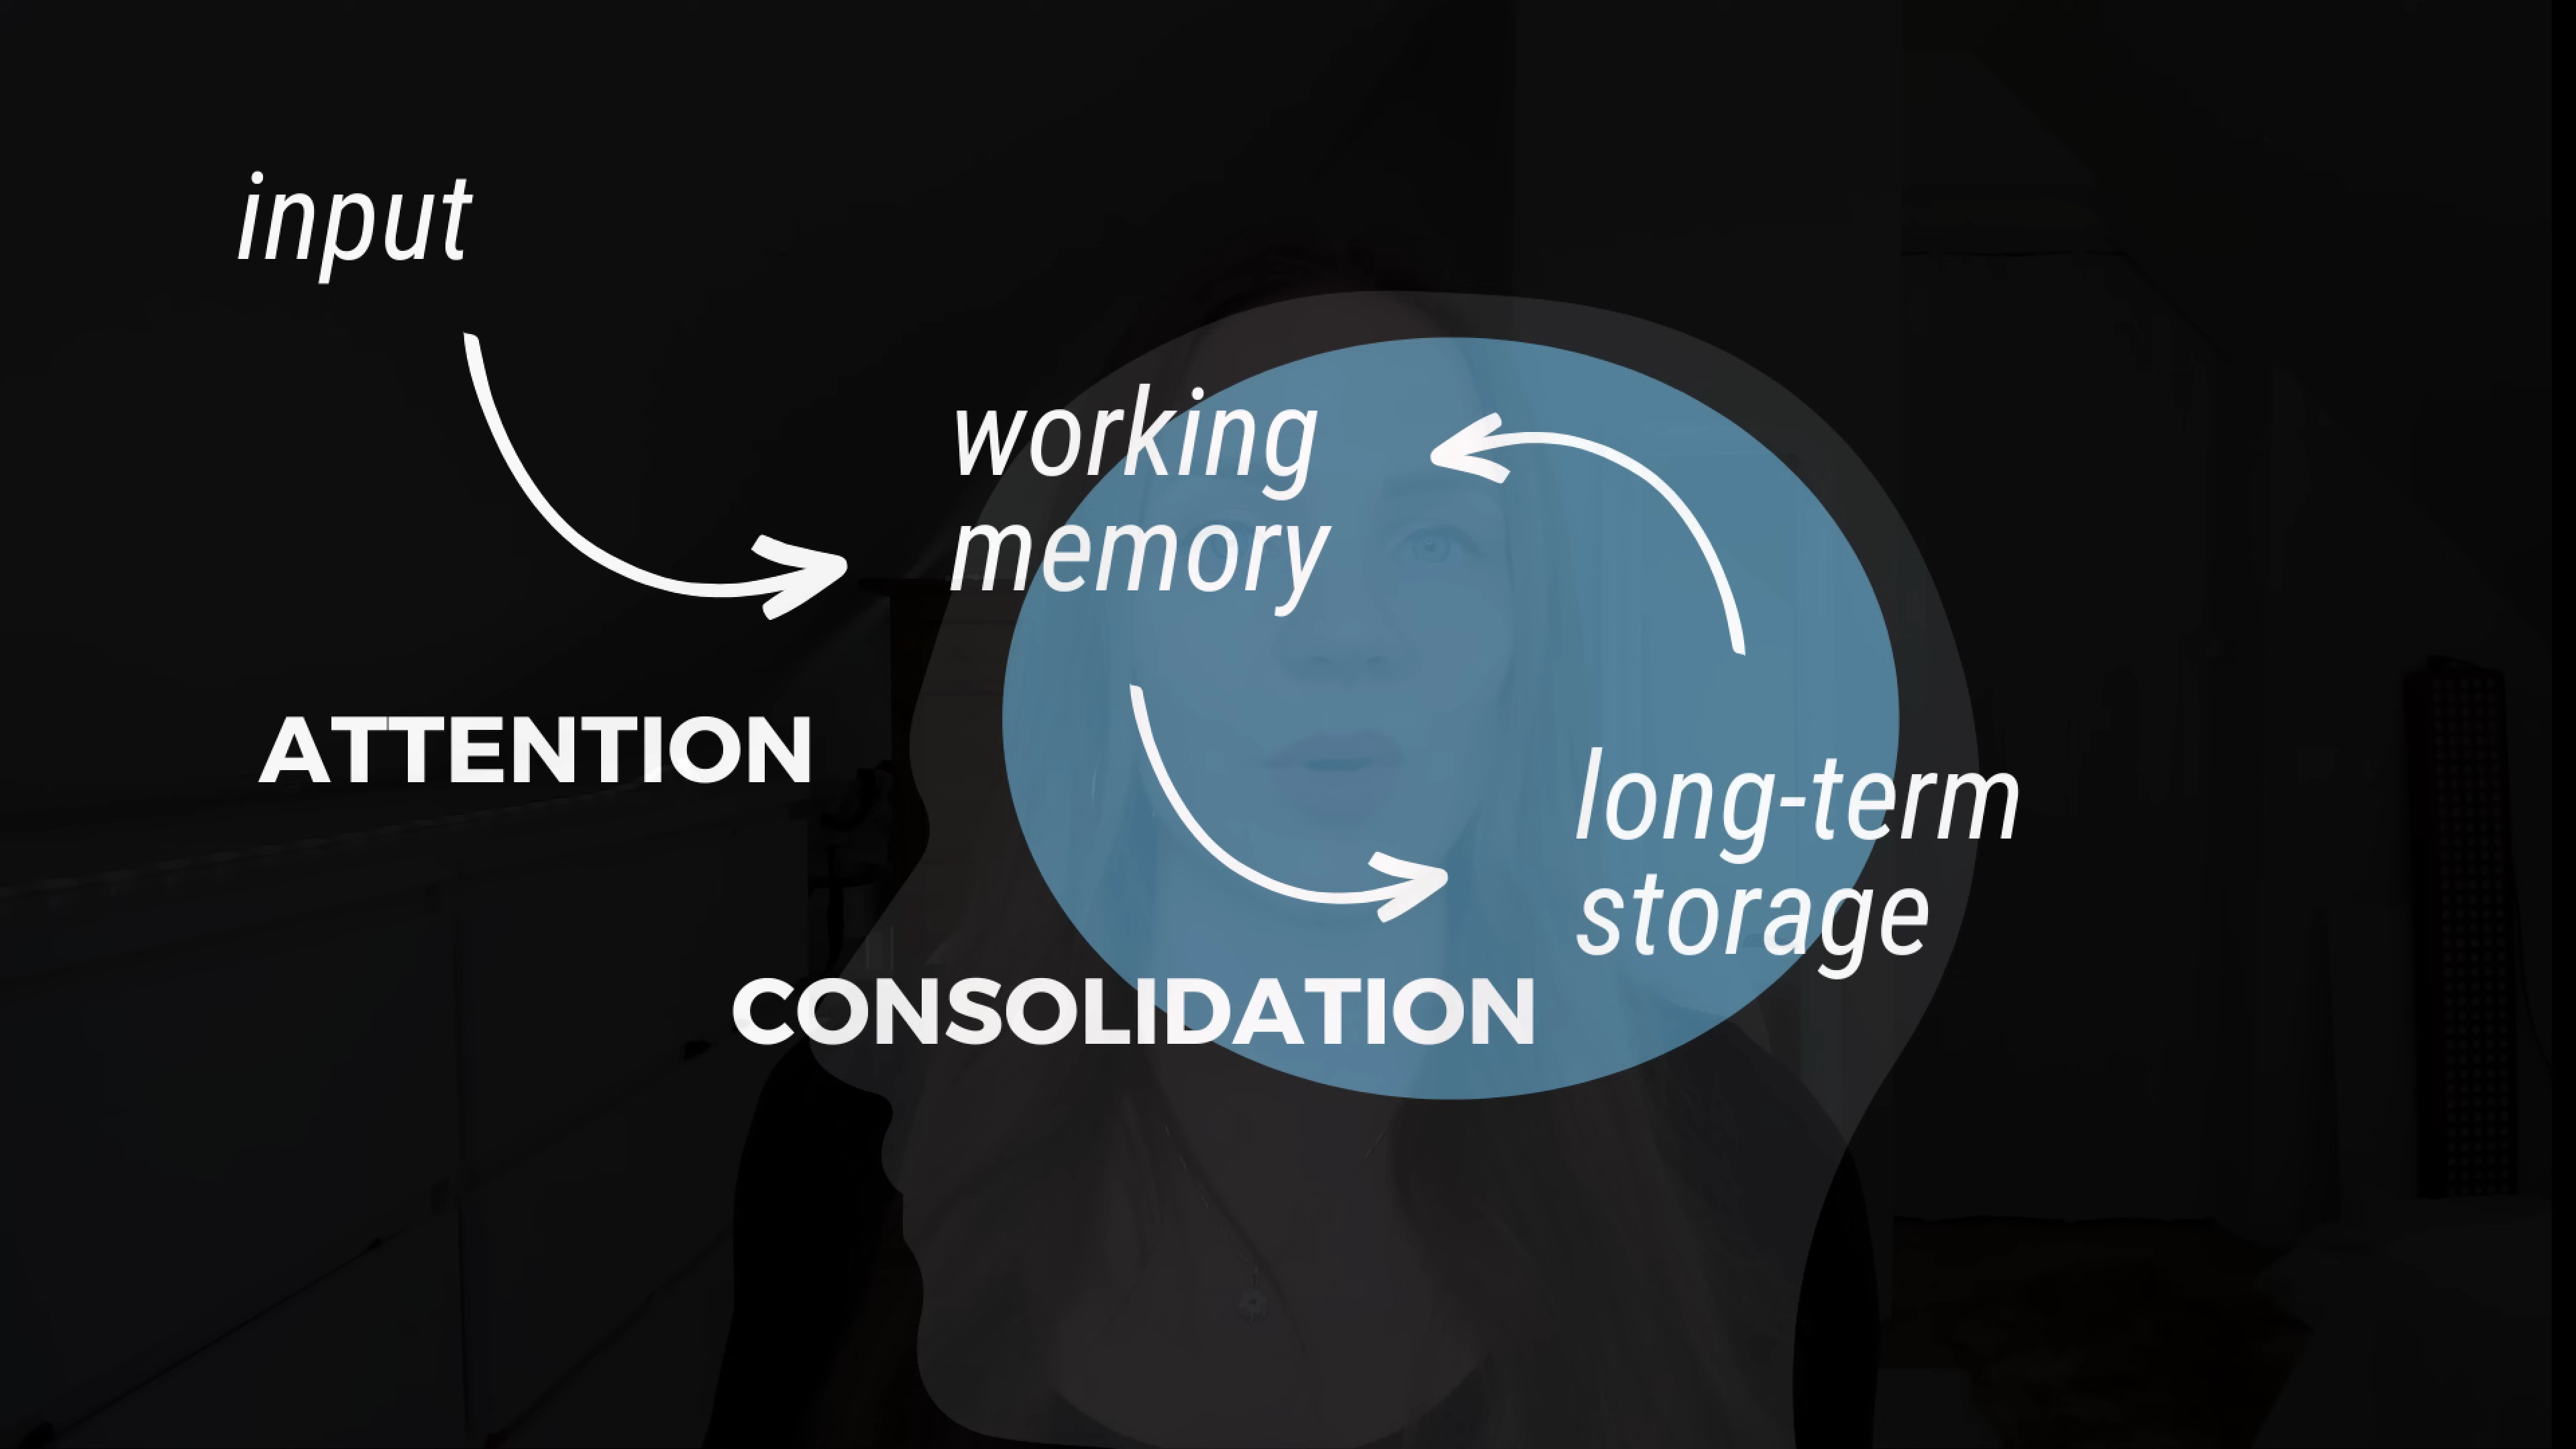 input
working
memory
ATTENTION
long-term
storage
CONSOLIDATION